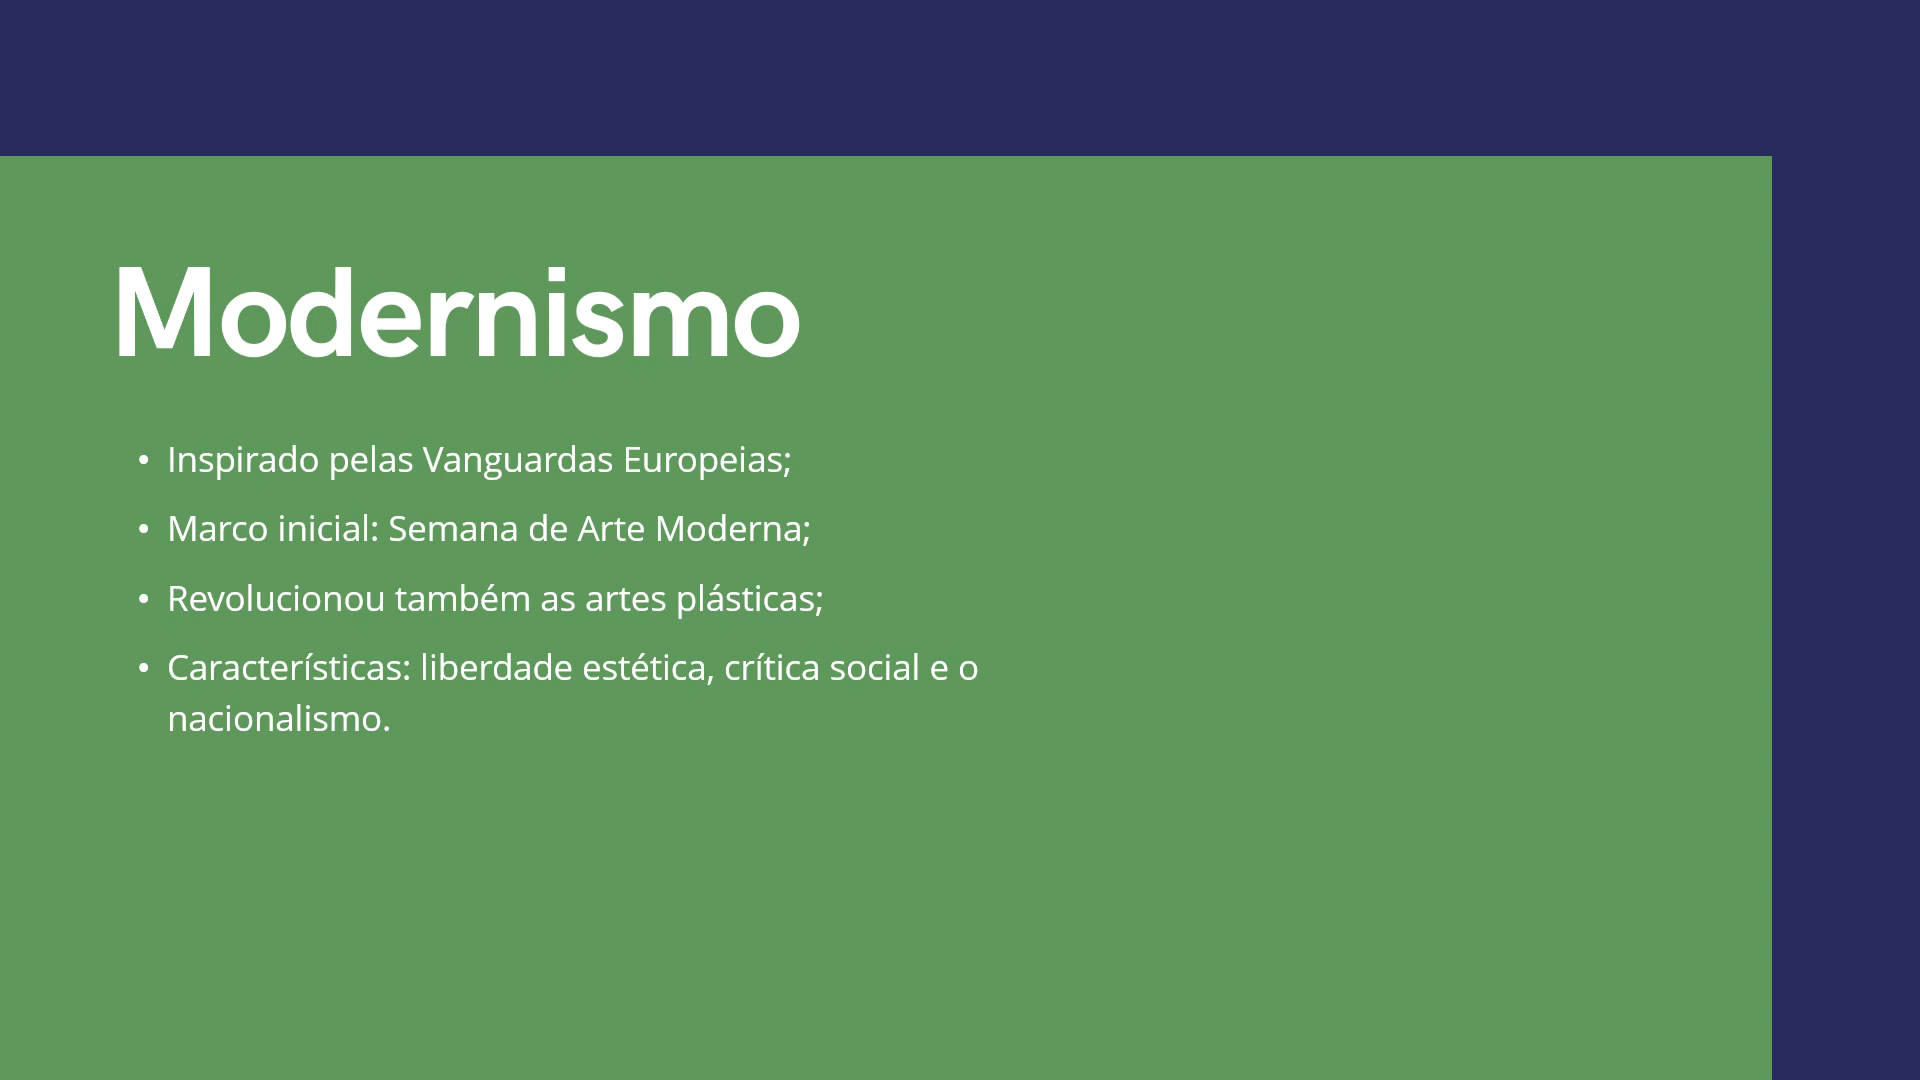 Modernismo
• Inspirado pelas Vanguardas Europeias;
• Marco inicial: Semana de Arte Moderna;
• Revolucionou também as artes plásticas;
• Características: liberdade estética, crítica social e o
nacionalismo.